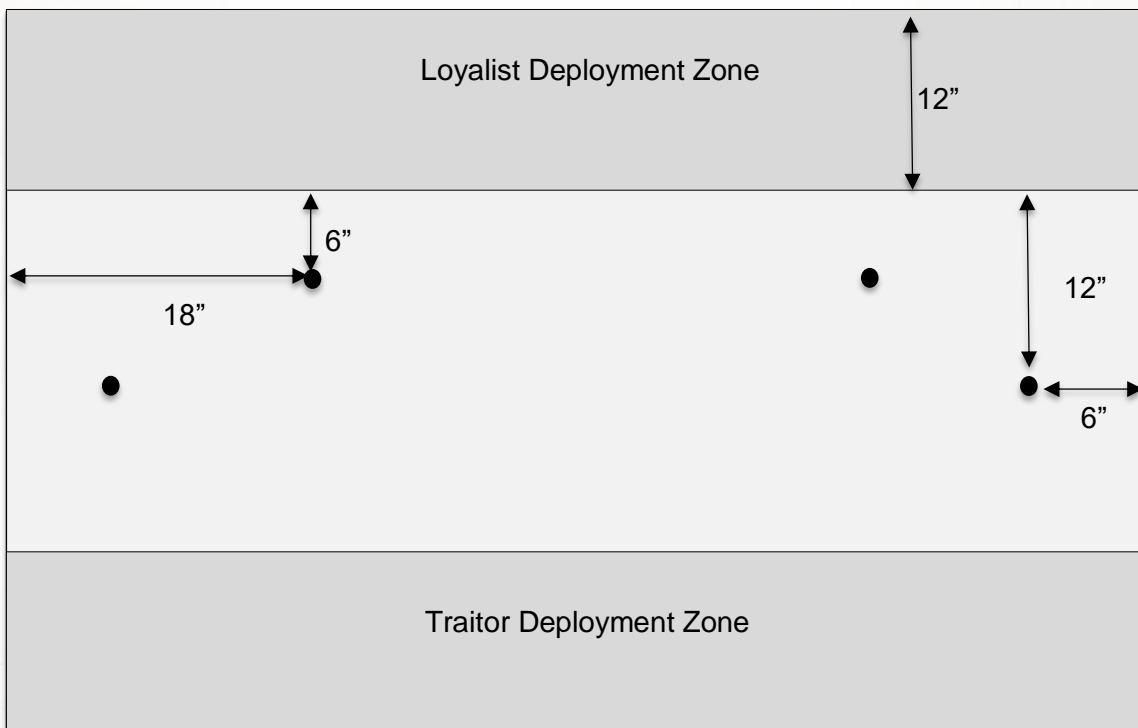 Loyalist Deployment Zone
12”
6”
18”
12”
6”
Traitor Deployment Zone